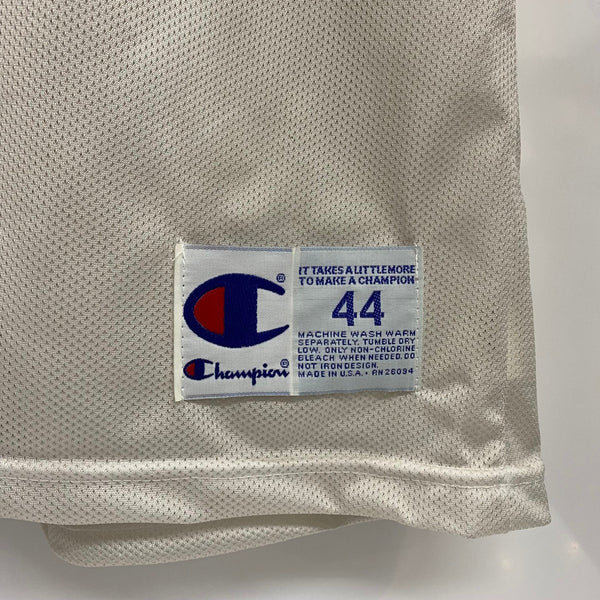 IT TAKES A LITTLE MORE
TO MAKE A CHAMPION
®
44
MACHINE WASH WARM
SEPARATELY. TUMBLE DRY
LOW. ONLY NON-CHLORINE
BLEACH WHEN NEEDED. DO
NOT IRON DESIGN.
MADE IN U.S.A. • RN 26094
Champion®